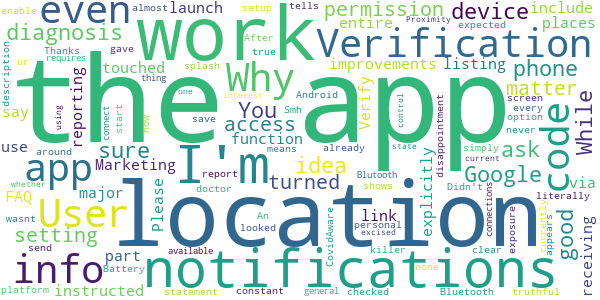 even work permission device include
almost launch setup ur enable
Thanks After gave tells requires
diagnosis splash entire places
true expected Proximity
touched Why Verification
improvements listing phone
description reporting say
the app
You Verify matter
thing one Android screen every option
sure access While
using connect start now save interest
function means never
use app I'm idea Google ask code
around already Blutooth control simply
Marketing turned disappointment
Smh state current
FAQ User major report doctor shows explicitly via
whether Please An link Didn't literally
wasnt looked personal excised killer
setting location good
CovidAware clear exposure connections currently appears
info part notifications receiving
send available none
platform instructed Battery statement constant general checked Bluetooth truthful